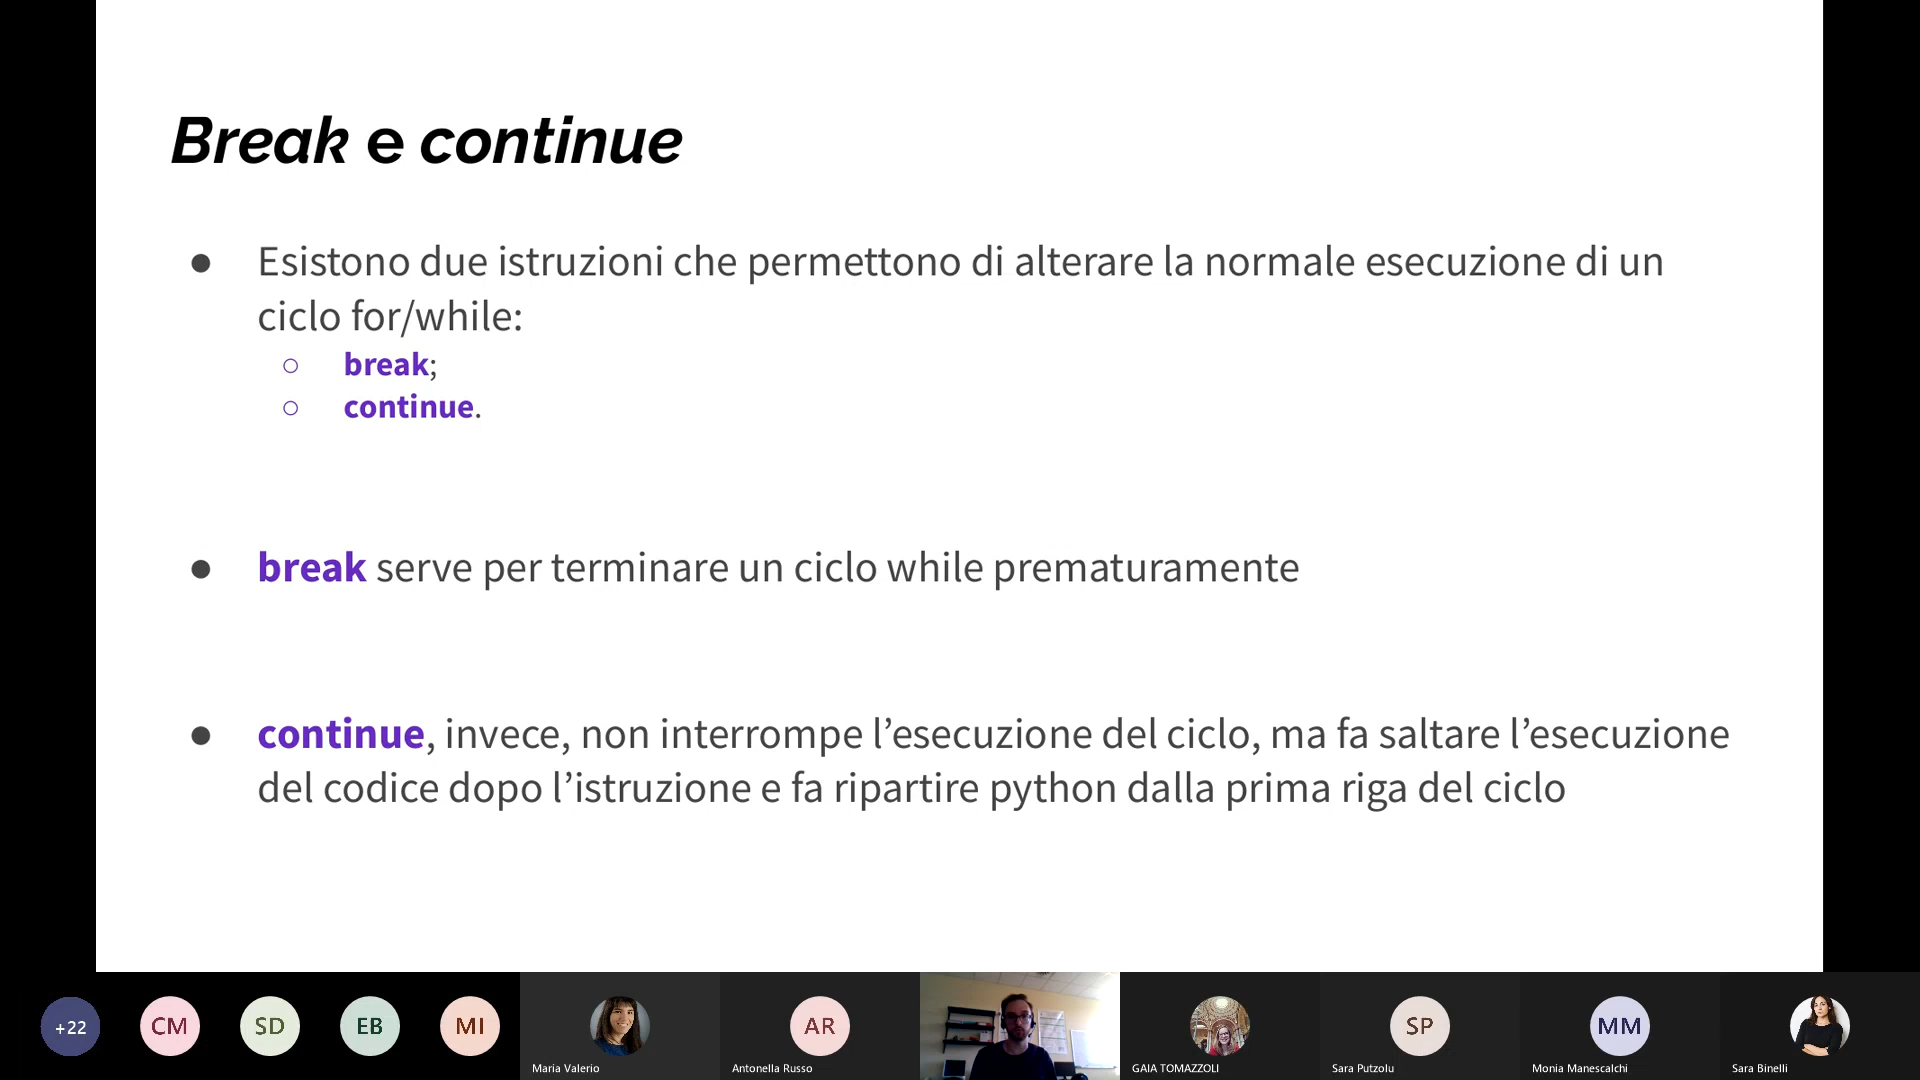 Break e continue
● Esistono due istruzioni che permettono di alterare la normale esecuzione di un
ciclo for/while:
○ break;
○ continue.
● break serve per terminare un ciclo while prematuramente
● continue, invece, non interrompe l’esecuzione del ciclo, ma fa saltare l’esecuzione
del codice dopo l’istruzione e fa ripartire python dalla prima riga del ciclo
+22
CM
SD
EB
MI
Maria Valerio
AR
Antonella Russo
GAIA TOMAZZOLI
SP
Sara Putzolu
MM
Monia Manescalchi
Sara Binelli